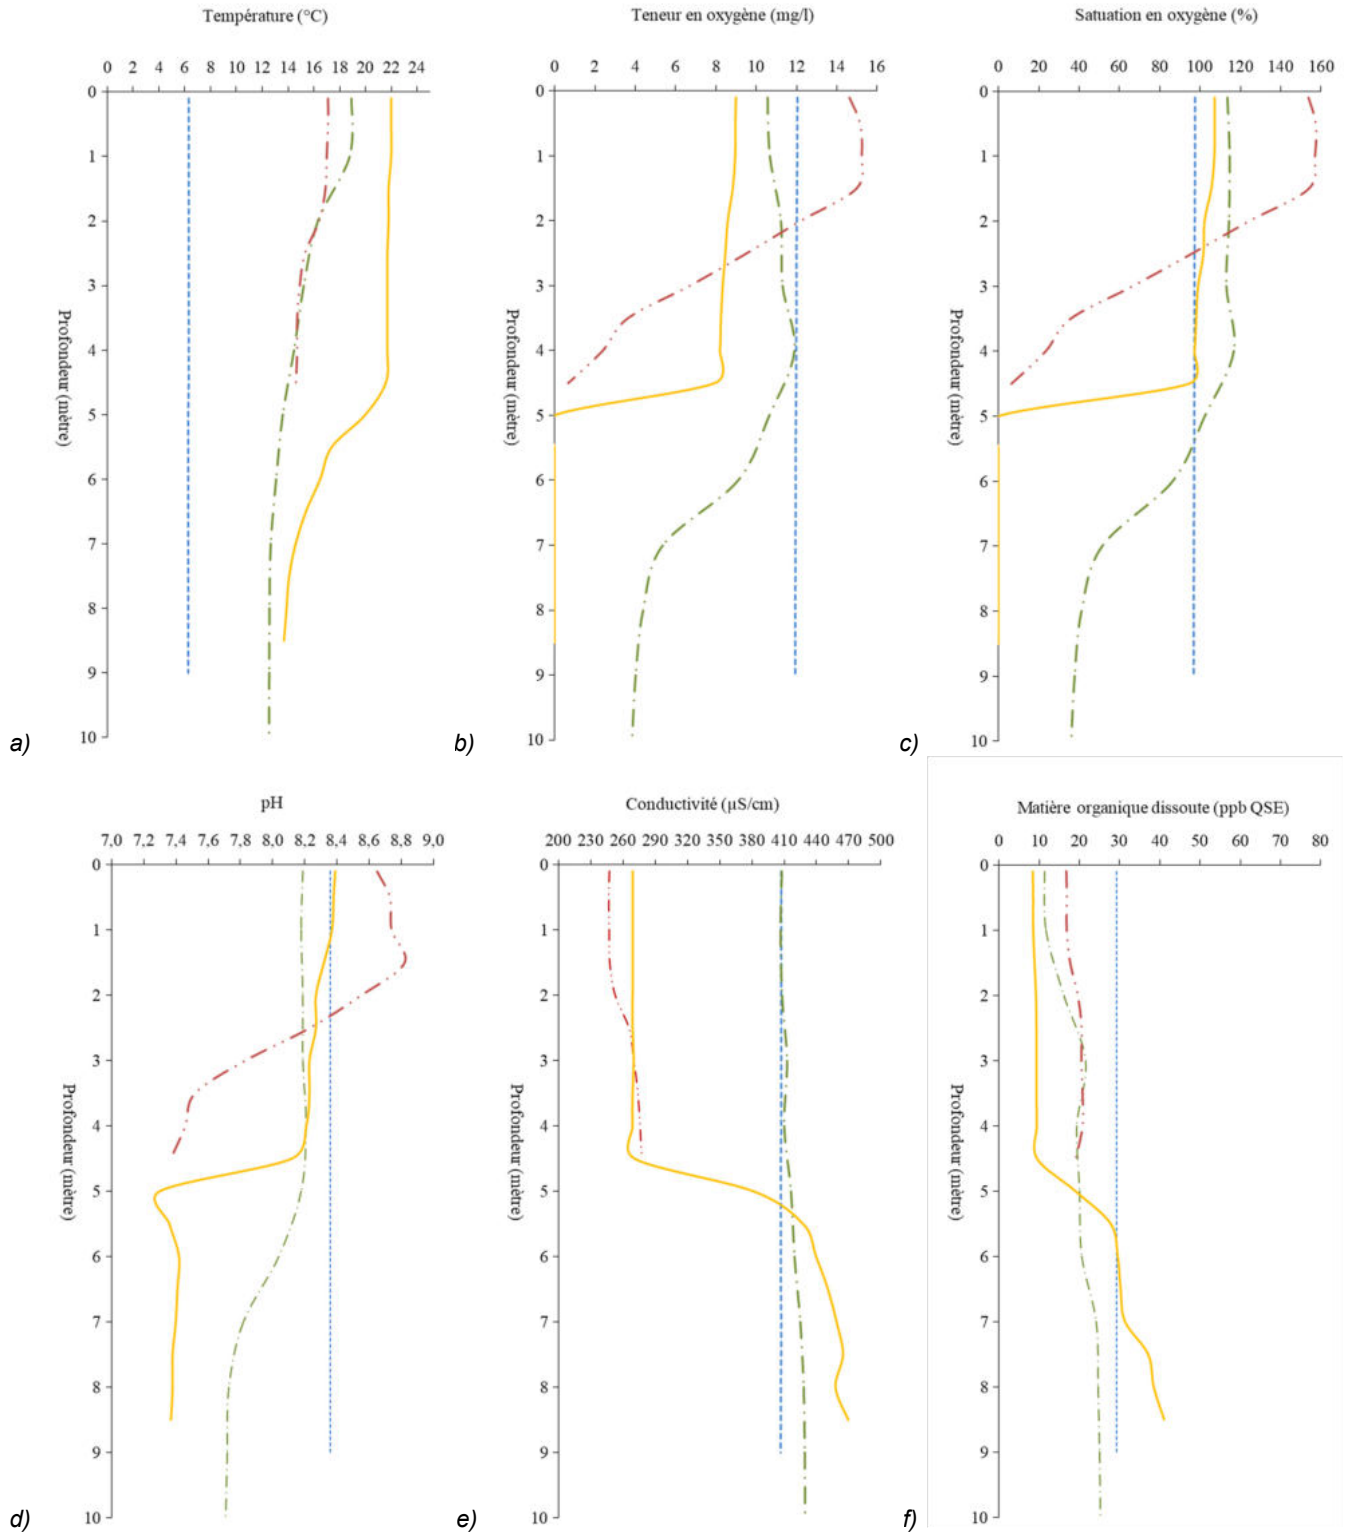 Température (°C)
0 2 4 6 8 10 12 14 16 18 20 22 24
0
1
2
3
4
5
6
7
8
9
10
Profondeur (mètre)
a)
Teneur en oxygène (mg/l)
0 2 4 6 8 10 12 14 16
0
1
2
3
4
5
6
7
8
9
10
Profondeur (mètre)
b)
Satuation en oxygène (%)
0 20 40 60 80 100 120 140 160
0
1
2
3
4
5
6
7
8
9
10
Profondeur (mètre)
c)
pH
7,0 7,2 7,4 7,6 7,8 8,0 8,2 8,4 8,6 8,8 9,0
0
1
2
3
4
5
6
7
8
9
10
Profondeur (mètre)
d)
Conductivité (µS/cm)
200 230 260 290 320 350 380 410 440 470 500
0
1
2
3
4
5
6
7
8
9
10
Profondeur (mètre)
e)
Matière organique dissoute (ppb QSE)
0 10 20 30 40 50 60 70 80
0
1
2
3
4
5
6
7
8
9
10
Profondeur (mètre)
f)